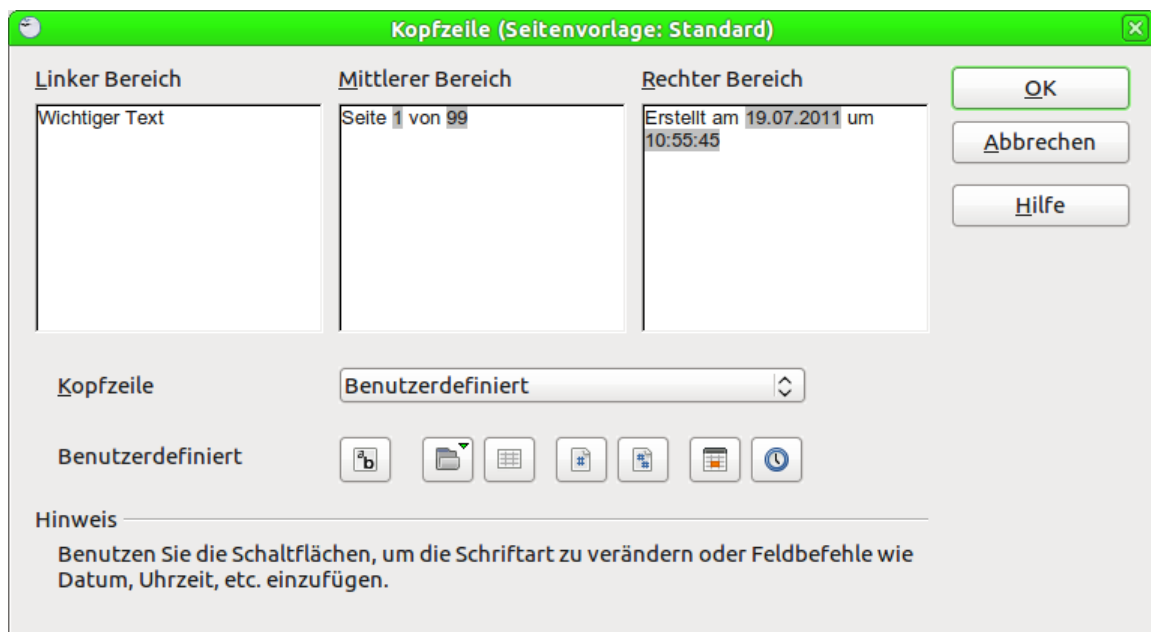 Kopfzeile (Seitenvorlage: Standard)
Linker Bereich
Mittlerer Bereich
Rechter Bereich
Wichtiger Text
Seite 1 von 99
Erstellt am 19.07.2011 um
10:55:45
OK
Abbrechen
Hilfe
Kopfzeile
Benutzerdefiniert
Benutzerdefiniert
Hinweis
Benutzen Sie die Schaltflächen, um die Schriftart zu verändern oder Feldbefehle wie
Datum, Uhrzeit, etc. einzufügen.